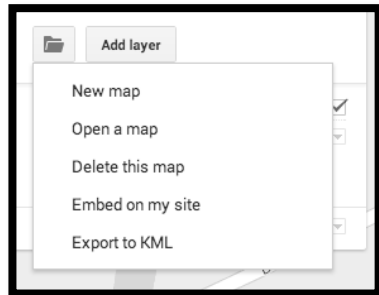 Add layer
New map
Open a map
Delete this map
Embed on my site
Export to KML